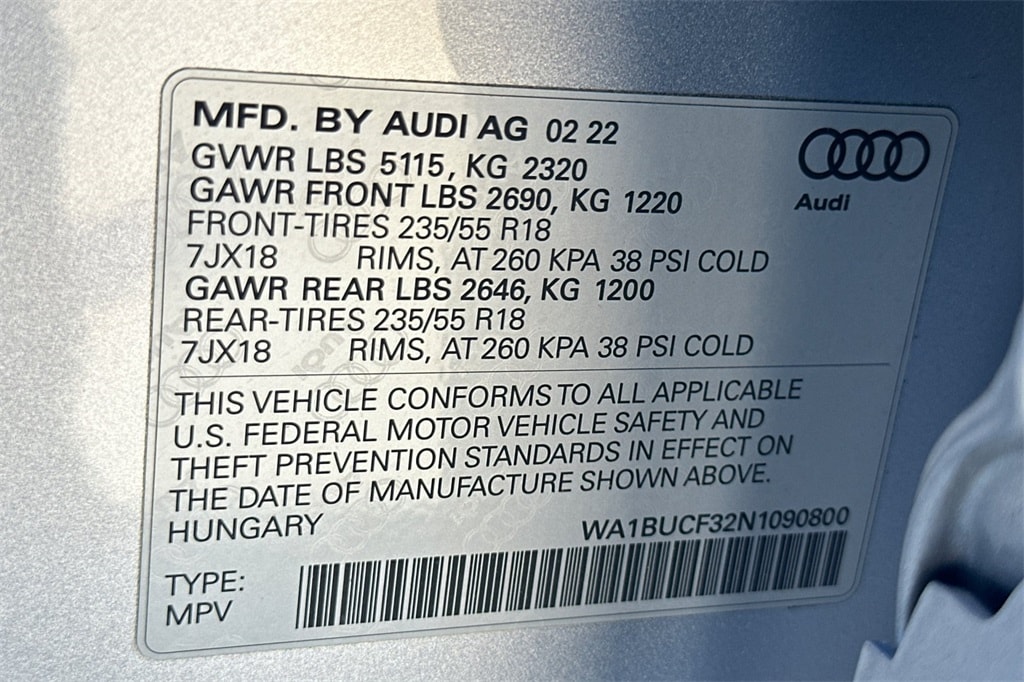 MFD. BY AUDI AG 02 22
GVWR LBS 5115, KG 2320
GAWR FRONT LBS 2690, KG 1220
FRONT-TIRES 235/55 R18
7JX18 RIMS, AT 260 KPA 38 PSI COLD
GAWR REAR LBS 2646, KG 1200
REAR-TIRES 235/55 R18
7JX18 RIMS, AT 260 KPA 38 PSI COLD
Audi
THIS VEHICLE CONFORMS TO ALL APPLICABLE
U.S. FEDERAL MOTOR VEHICLE SAFETY AND
THEFT PREVENTION STANDARDS IN EFFECT ON
THE DATE OF MANUFACTURE SHOWN ABOVE.
HUNGARY WA1BUCF32N1090800
TYPE:
MPV